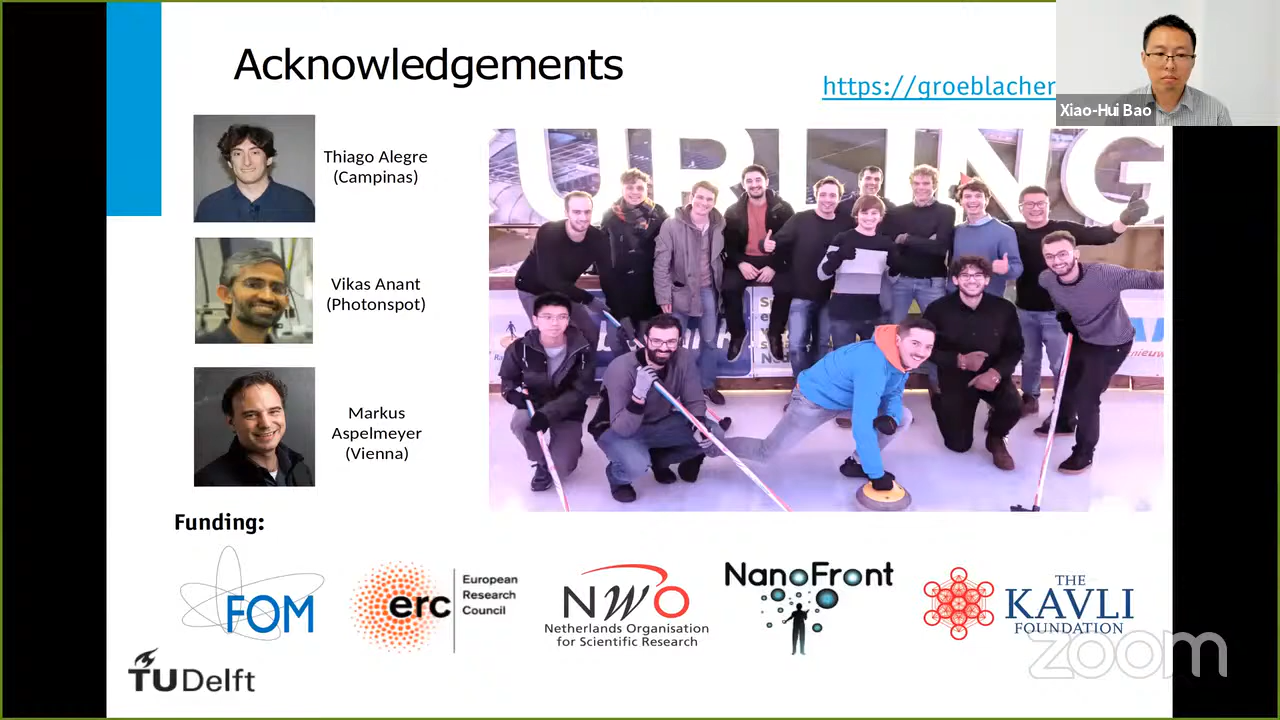 Acknowledgements
https://groeblacher
Xiao-Hui Bao
Thiago Alegre
(Campinas)
Vikas Anant
(Photonspot)
Markus
Aspelmeyer
(Vienna)
URLING
Funding:
FOM
erc
European
Research
Council
NWO
Netherlands Organisation
for Scientific Research
NanoFront
THE
KAVLI
FOUNDATION
TUDelft
zoom